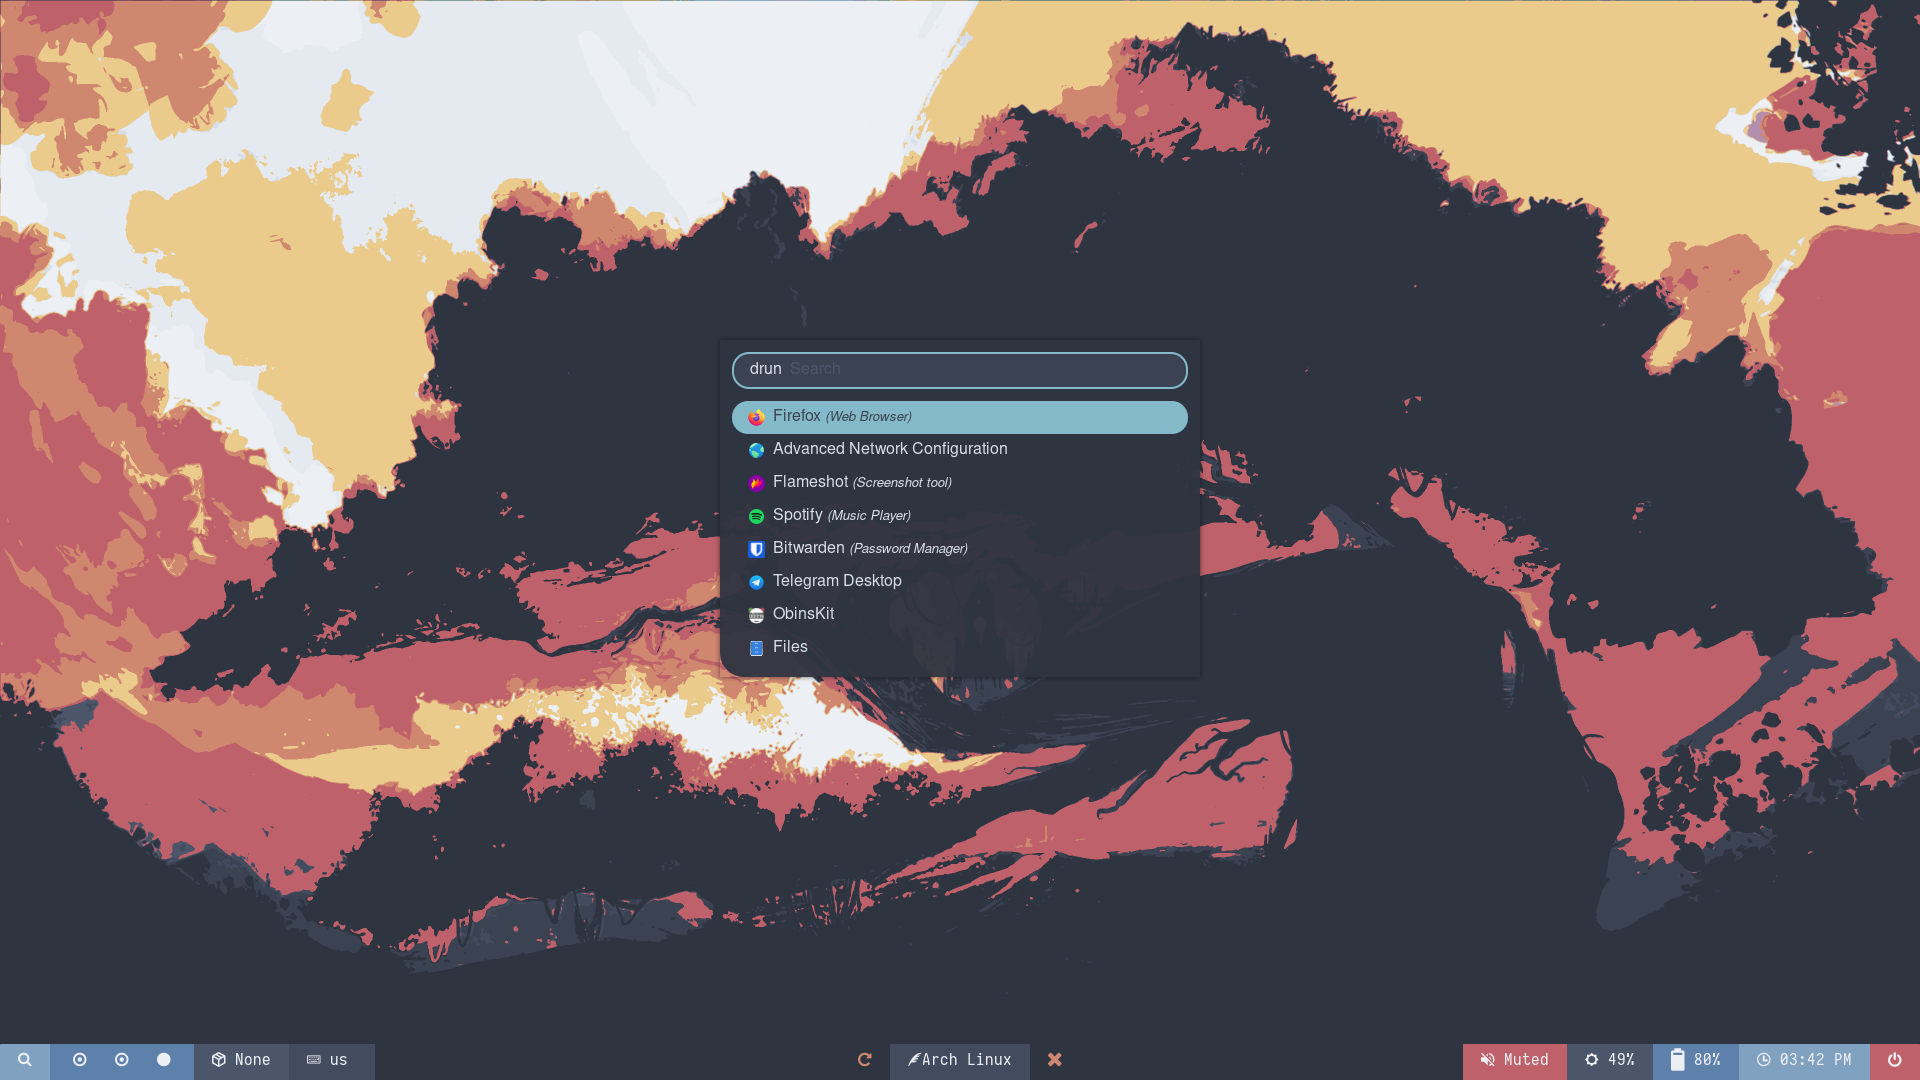 drun Search
Firefox (Web Browser)
Advanced Network Configuration
Flameshot (Screenshot tool)
Spotify (Music Player)
Bitwarden (Password Manager)
Telegram Desktop
ObinsKit
Files
None us Arch Linux Muted 49% 80% 03:42 PM